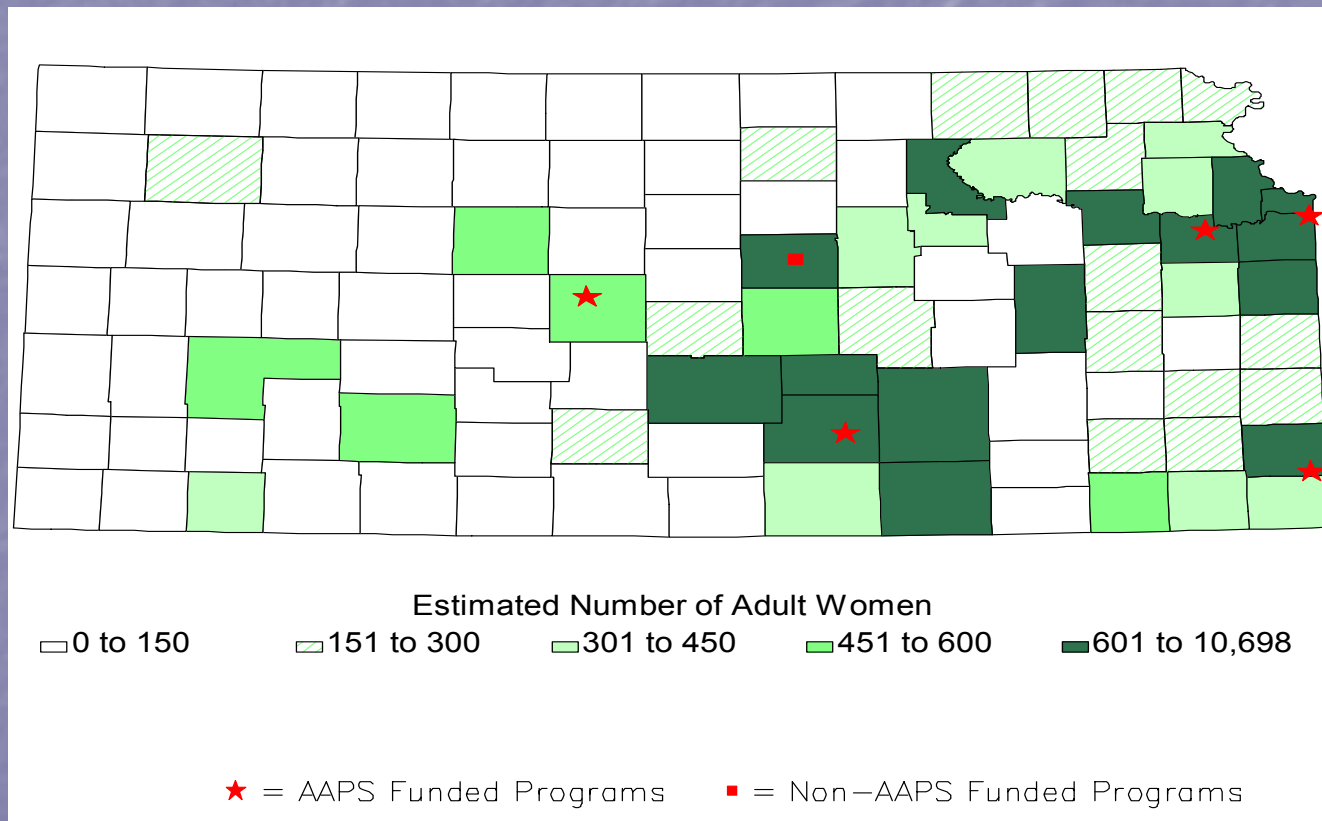 Estimated Number of Adult Women
0 to 150 151 to 300 301 to 450 451 to 600 601 to 10,698
= AAPS Funded Programs = Non-AAPS Funded Programs